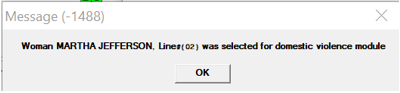 Message (-1488)
Woman MARTHA JEFFERSON, Line#(02) was selected for domestic violence module
OK